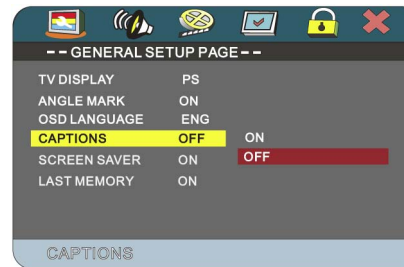 -- GENERAL SETUP PAGE--
TV DISPLAY PS
ANGLE MARK ON
OSD LANGUAGE ENG
CAPTIONS OFF ON
OFF
SCREEN SAVER ON
LAST MEMORY ON
CAPTIONS